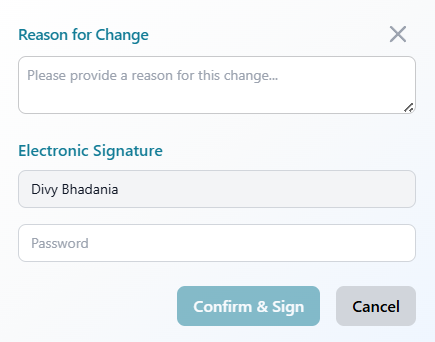 Reason for Change
Please provide a reason for this change...
Electronic Signature
Divy Bhadania
Password
Confirm & Sign
Cancel